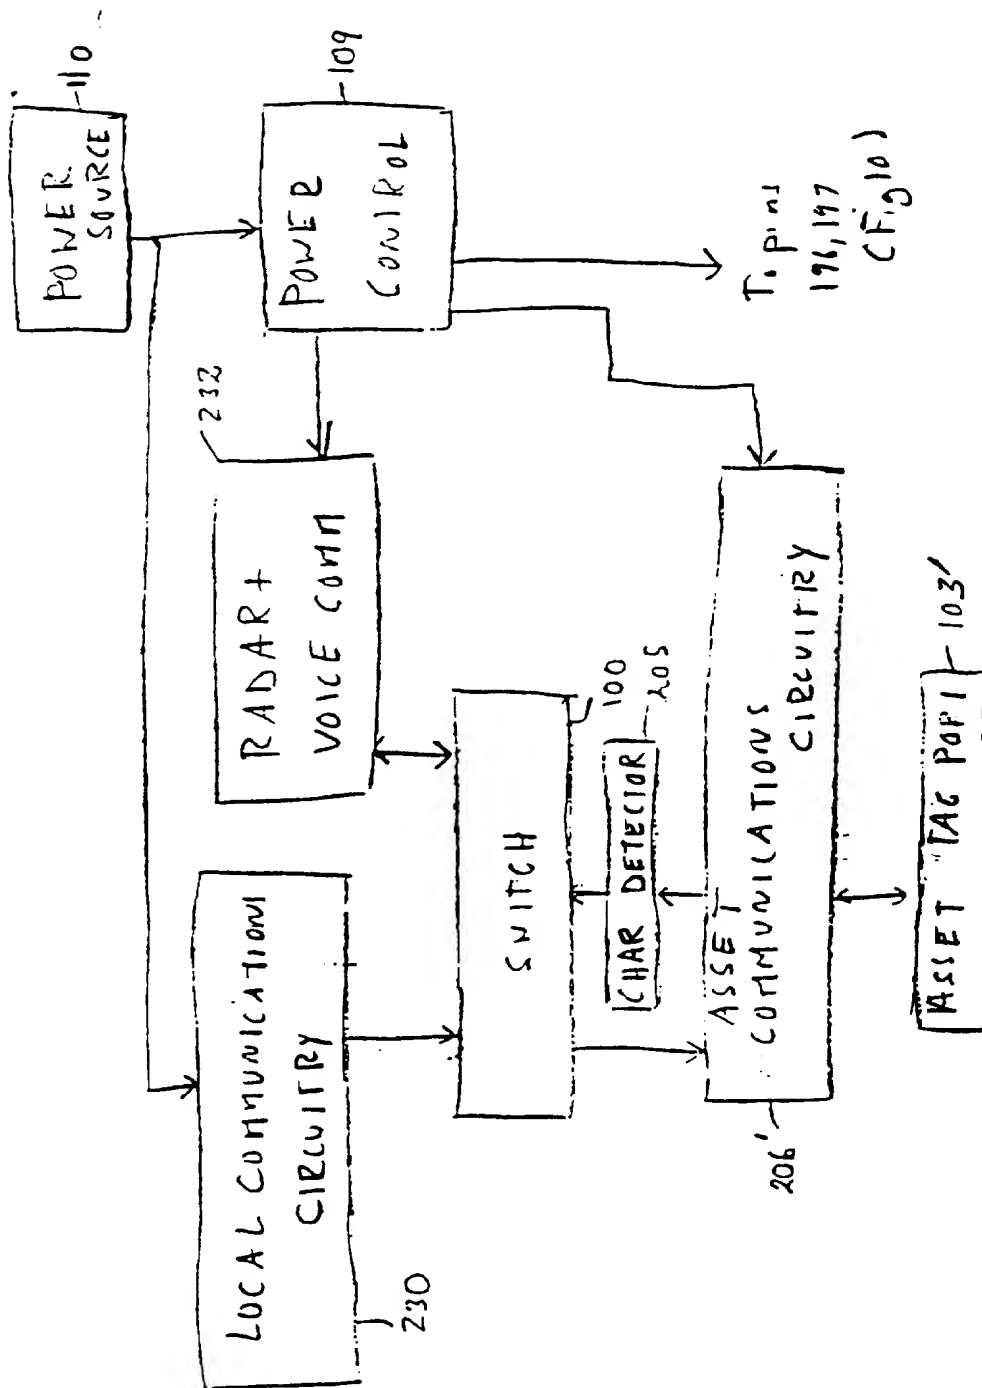 LOCAL COMMUNICATIONS
CIRCUITRY
230
RADAR +
VOICE COMM
232
POWER
SOURCE
110
POWER
CONTROL
109
SWITCH
100
CHAR DETECTOR
205
ASSET
COMMUNICATIONS
CIRCUITRY
206'
To pins
196, 197
(Fig 10)
ASSET TAG PORT
103'